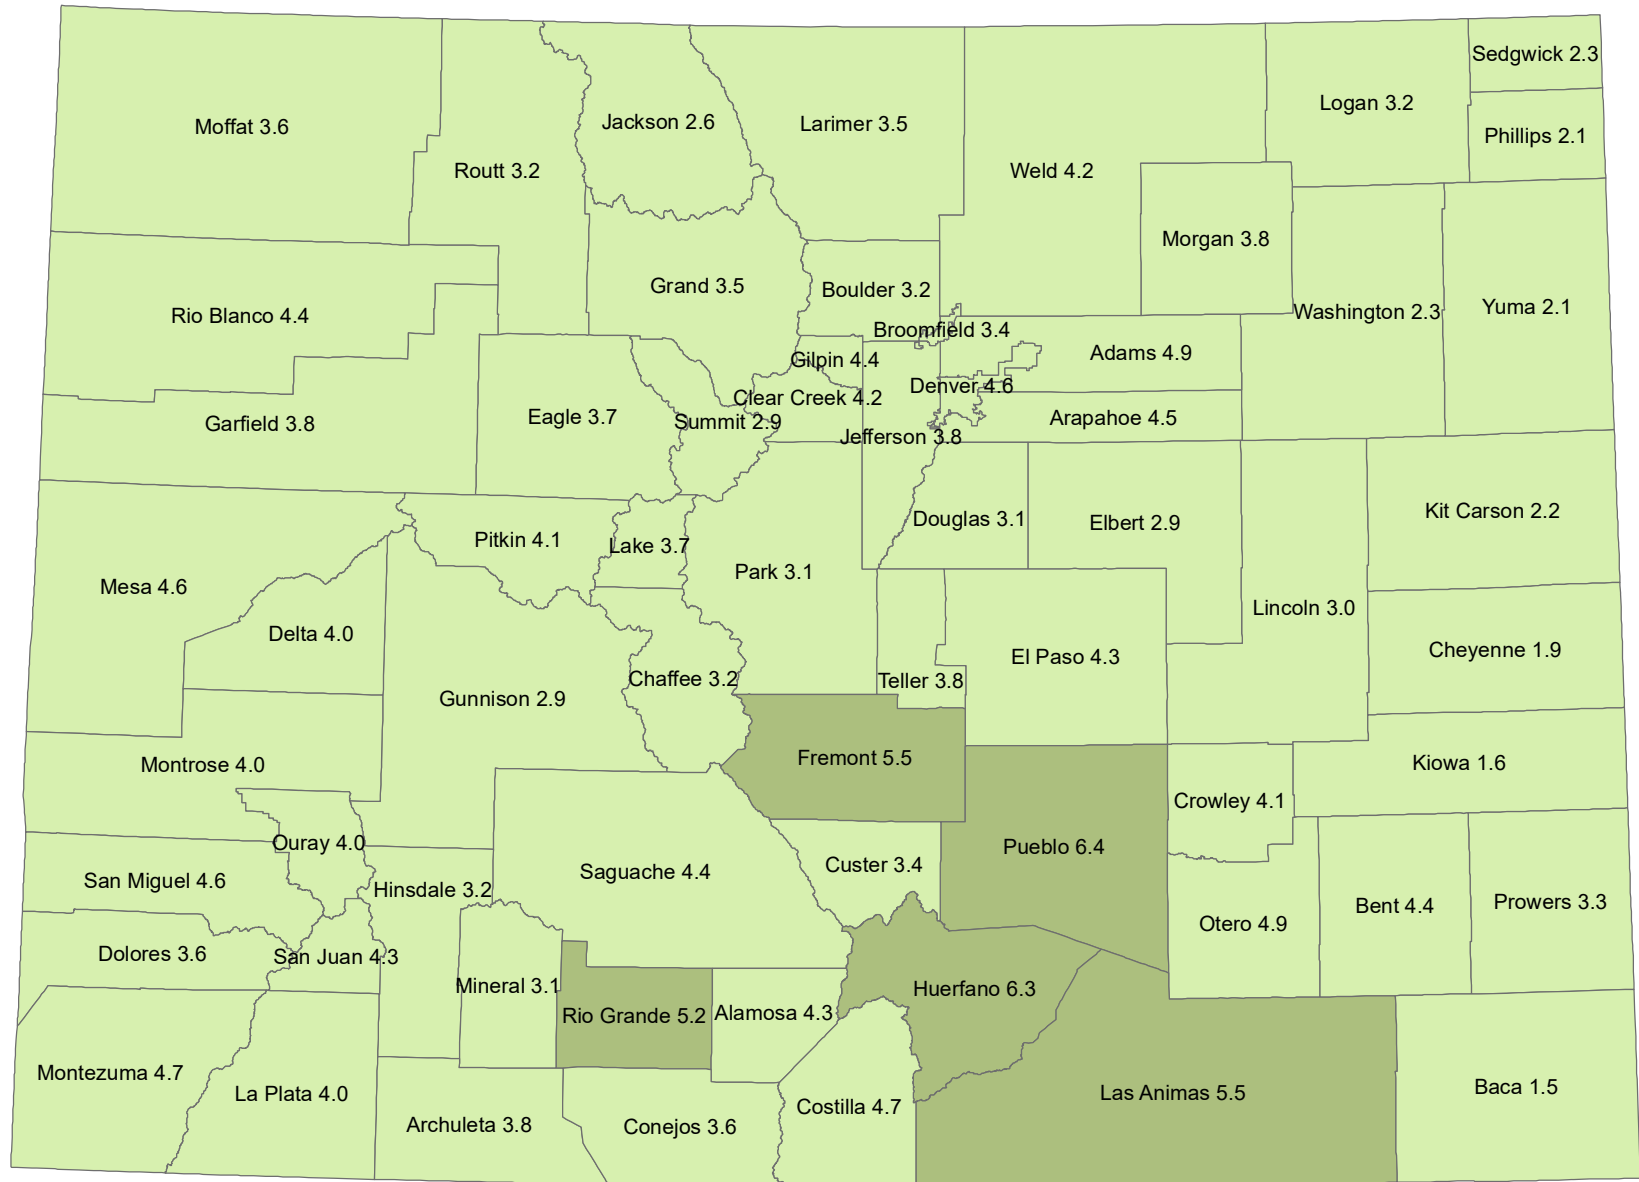 Sedgwick 2.3
Logan 3.2
Moffat 3.6
Jackson 2.6
Larimer 3.5
Phillips 2.1
Routt 3.2
Weld 4.2
Morgan 3.8
Grand 3.5
Boulder 3.2
Rio Blanco 4.4
Washington 2.3
Yuma 2.1
Broomfield 3.4
Gilpin 4.4
Adams 4.9
Denver 4.6
Clear Creek 4.2
Eagle 3.7
Garfield 3.8
Summit 2.9
Arapahoe 4.5
Jefferson 3.8
Kit Carson 2.2
Douglas 3.1
Elbert 2.9
Pitkin 4.1
Lake 3.7
Park 3.1
Mesa 4.6
Lincoln 3.0
Delta 4.0
Cheyenne 1.9
El Paso 4.3
Chaffee 3.2
Teller 3.8
Gunnison 2.9
Fremont 5.5
Montrose 4.0
Kiowa 1.6
Crowley 4.1
Ouray 4.0
Pueblo 6.4
Custer 3.4
Saguache 4.4
San Miguel 4.6
Hinsdale 3.2
Bent 4.4
Prowers 3.3
Otero 4.9
Dolores 3.6
San Juan 4.3
Mineral 3.1
Huerfano 6.3
Rio Grande 5.2
Alamosa 4.3
Montezuma 4.7
La Plata 4.0
Las Animas 5.5
Baca 1.5
Costilla 4.7
Archuleta 3.8
Conejos 3.6